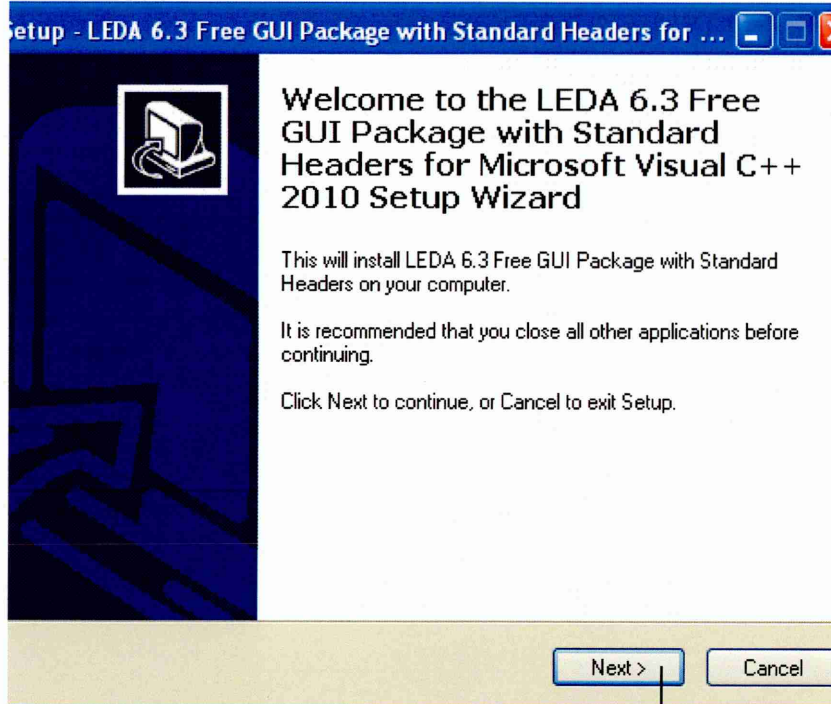 etup - LEDA 6.3 Free GUI Package with Standard Headers for ...
Welcome to the LEDA 6.3 Free
GUI Package with Standard
Headers for Microsoft Visual C++
2010 Setup Wizard
This will install LEDA 6.3 Free GUI Package with Standard
Headers on your computer.
It is recommended that you close all other applications before
continuing.
Click Next to continue, or Cancel to exit Setup.
Next >
Cancel